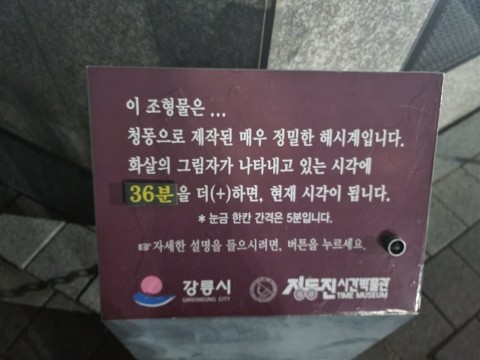 이 조형물은 ...
청동으로 제작된 매우 정밀한 해시계입니다.
화살의 그림자가 나타내고 있는 시각에
36분을 더(+)하면, 현재 시각이 됩니다.
* 눈금 한칸 간격은 5분입니다.
☞ 자세한 설명을 들으시려면, 버튼을 누르세요.
강릉시
GANGNEUNG CITY
정동진 시간박물관
TIME MUSEUM